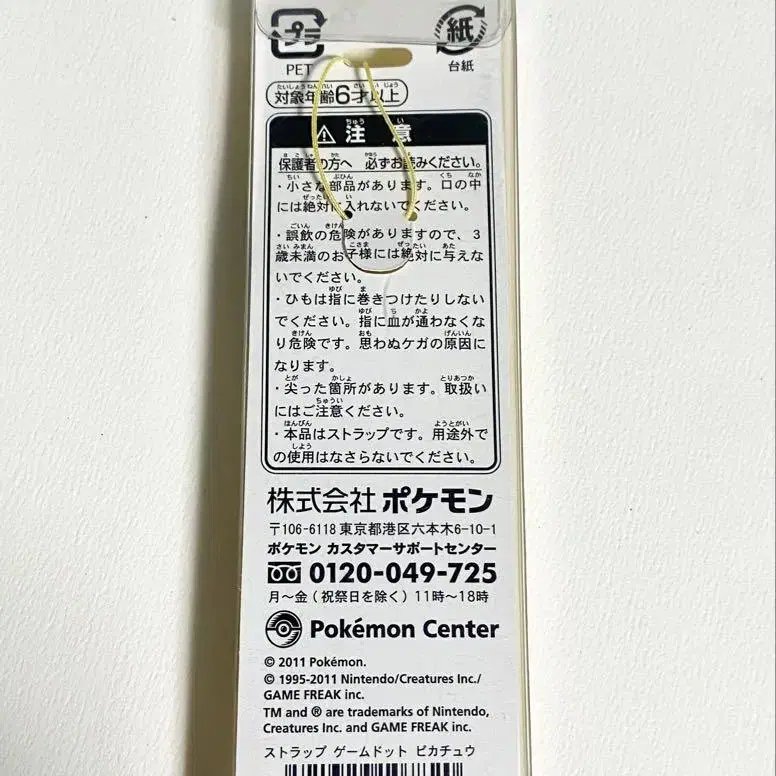 プラ
PET
紙
台紙
対象年齢6才以上
注意
保護者の方へ 必ずお読みください。
・小さな部品があります。口の中
には絶対に入れないでください。
・誤飲の危険がありますので、3
歳未満のお子様には絶対に与えな
いでください。
・ひもは指に巻きつけたりしない
でください。指に血が通わなくな
り危険です。思わぬケガの原因に
なります。
・尖った箇所があります。取扱い
にはご注意ください。
・本品はストラップです。用途外で
の使用はなさらないでください。
株式会社 ポケモン
〒106-6118 東京都港区六本木6-10-1
ポケモン カスタマーサポートセンター
0120-049-725
月～金（祝祭日を除く）11時～18時
Pokémon Center
© 2011 Pokémon.
© 1995-2011 Nintendo/Creatures Inc./
GAME FREAK inc.
TM and ® are trademarks of Nintendo,
Creatures Inc. and GAME FREAK inc.
ストラップ ゲームドット ピカチュウ